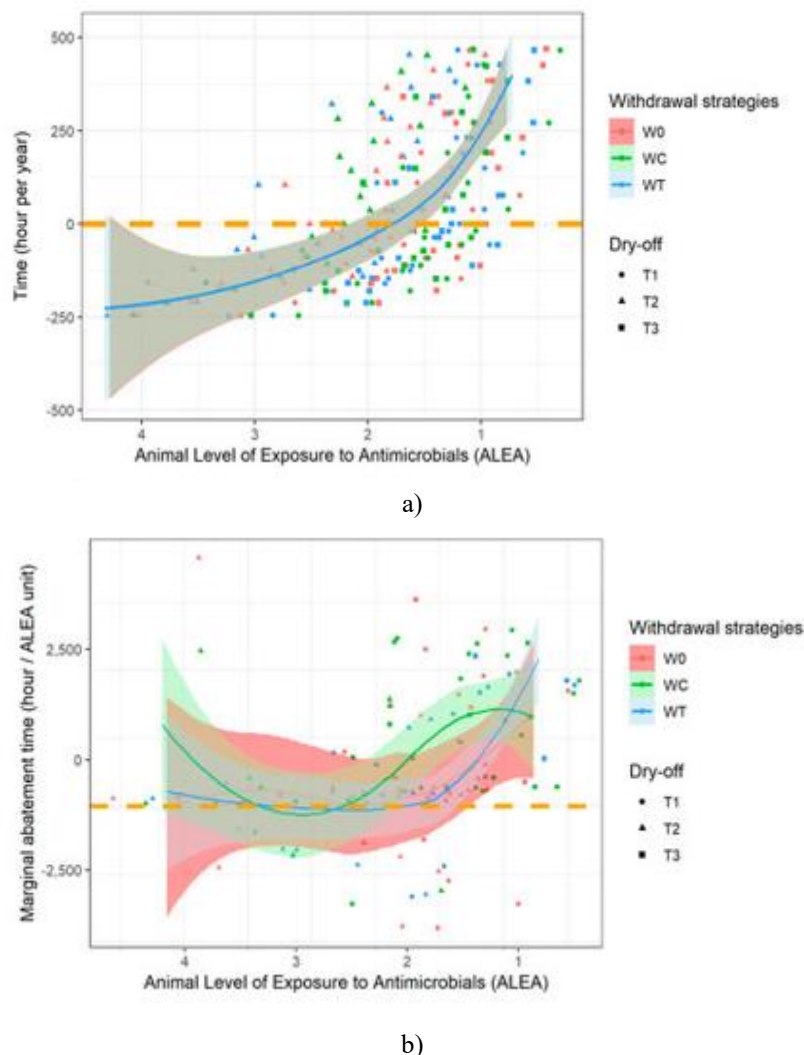 500
250
0
-250
-500
Time (hour per year)
4 3 2 1
Animal Level of Exposure to Antimicrobials (ALEA)
Withdrawal strategies
W0
WC
WT
Dry-off
T1
T2
T3
a)
2,500
0
-2,500
Marginal abatement time (hour / ALEA unit)
4 3 2 1
Animal Level of Exposure to Antimicrobials (ALEA)
Withdrawal strategies
W0
WC
WT
Dry-off
T1
T2
T3
b)